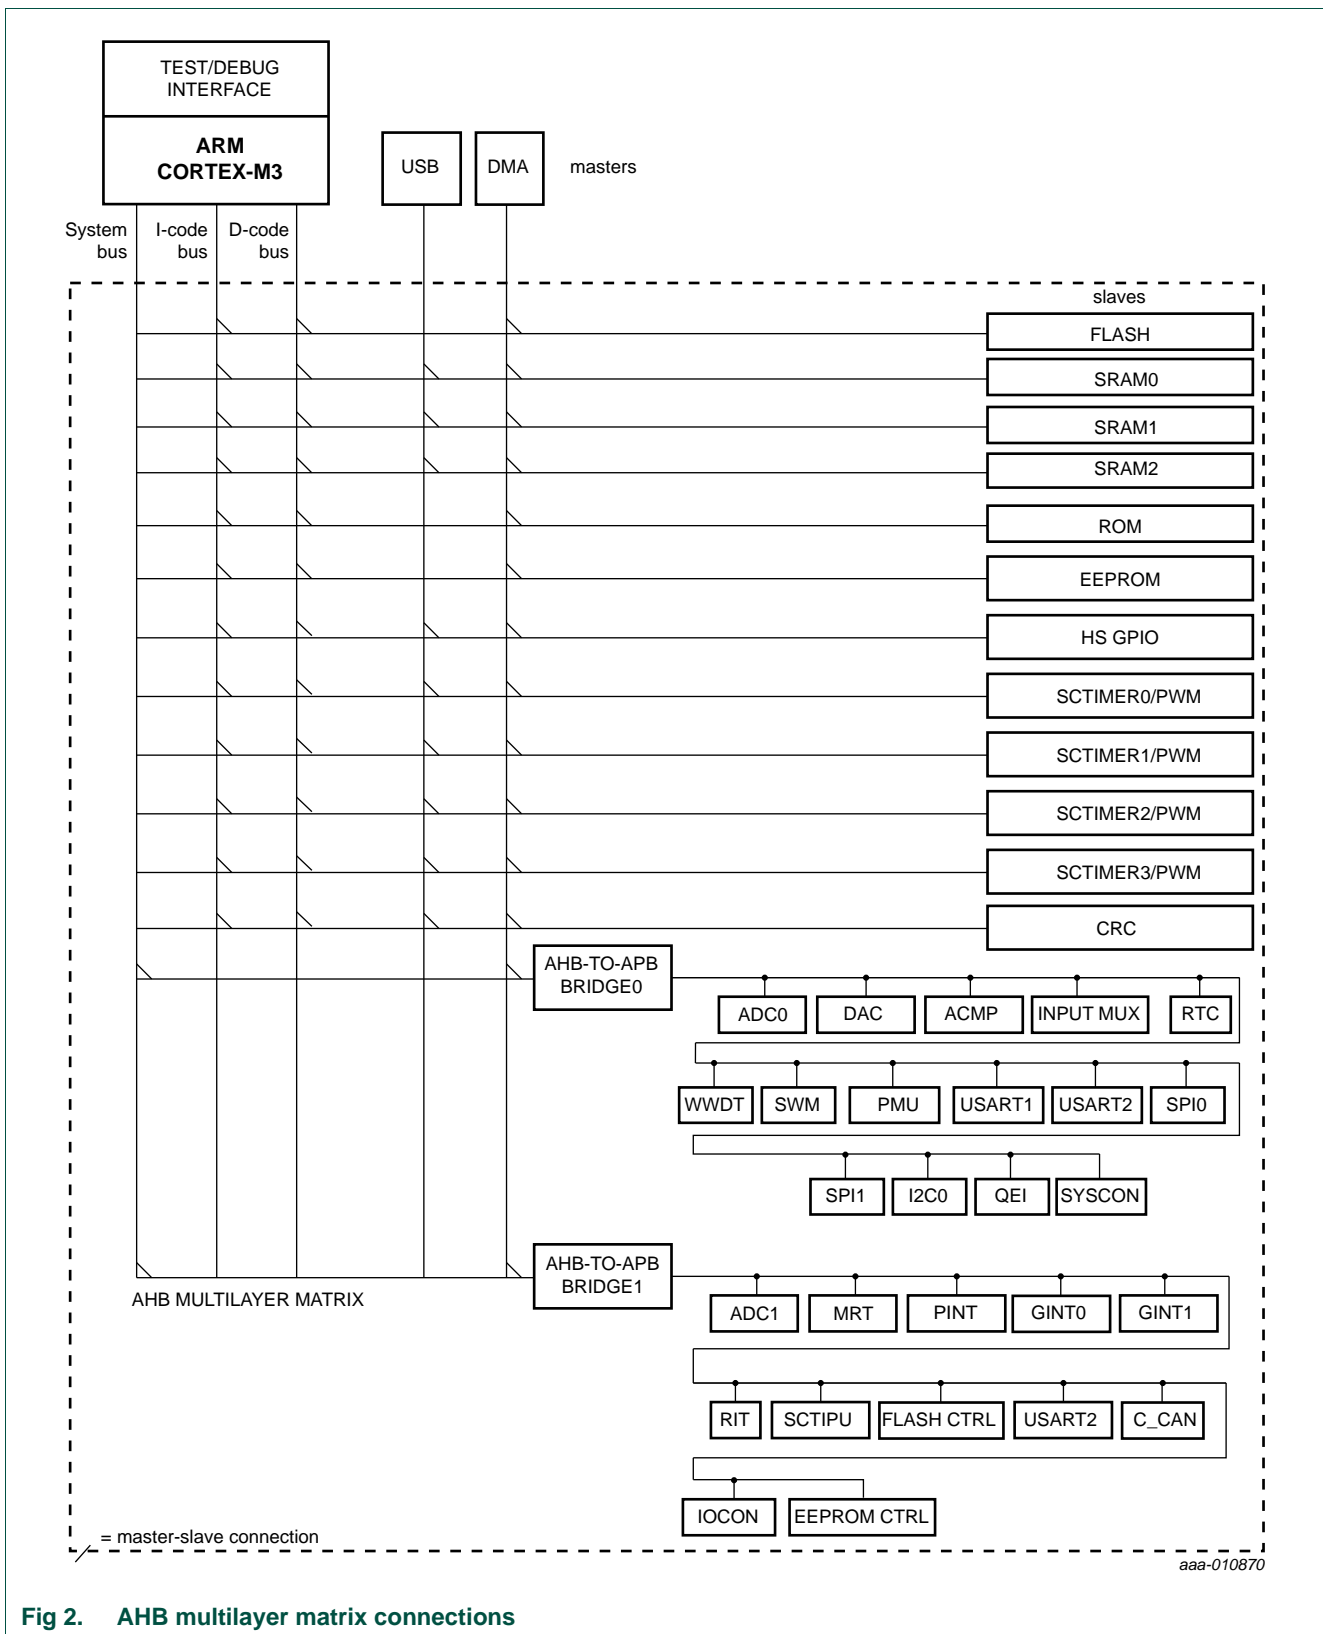 TEST/DEBUG
INTERFACE
ARM
CORTEX-M3
USB
DMA
masters
System
bus
I-code
bus
D-code
bus
slaves
FLASH
SRAM0
SRAM1
SRAM2
ROM
EEPROM
HS GPIO
SCTIMER0/PWM
SCTIMER1/PWM
SCTIMER2/PWM
SCTIMER3/PWM
CRC
AHB-TO-APB
BRIDGE0
ADC0
DAC
ACMP
INPUT MUX
RTC
WWDT
SWM
PMU
USART1
USART2
SPI0
SPI1
I2C0
QEI
SYSCON
AHB-TO-APB
BRIDGE1
AHB MULTILAYER MATRIX
ADC1
MRT
PINT
GINT0
GINT1
RIT
SCTIPU
FLASH CTRL
USART2
C_CAN
IOCON
EEPROM CTRL
= master-slave connection
aaa-010870
Fig 2. AHB multilayer matrix connections